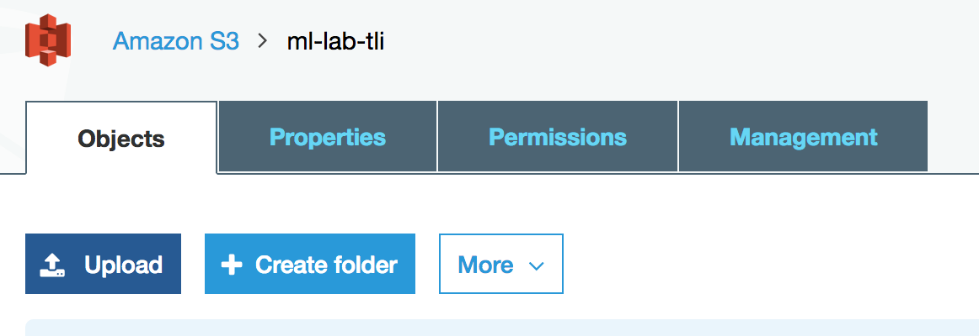 Amazon S3 > ml-lab-tli
Objects Properties Permissions Management
Upload + Create folder More